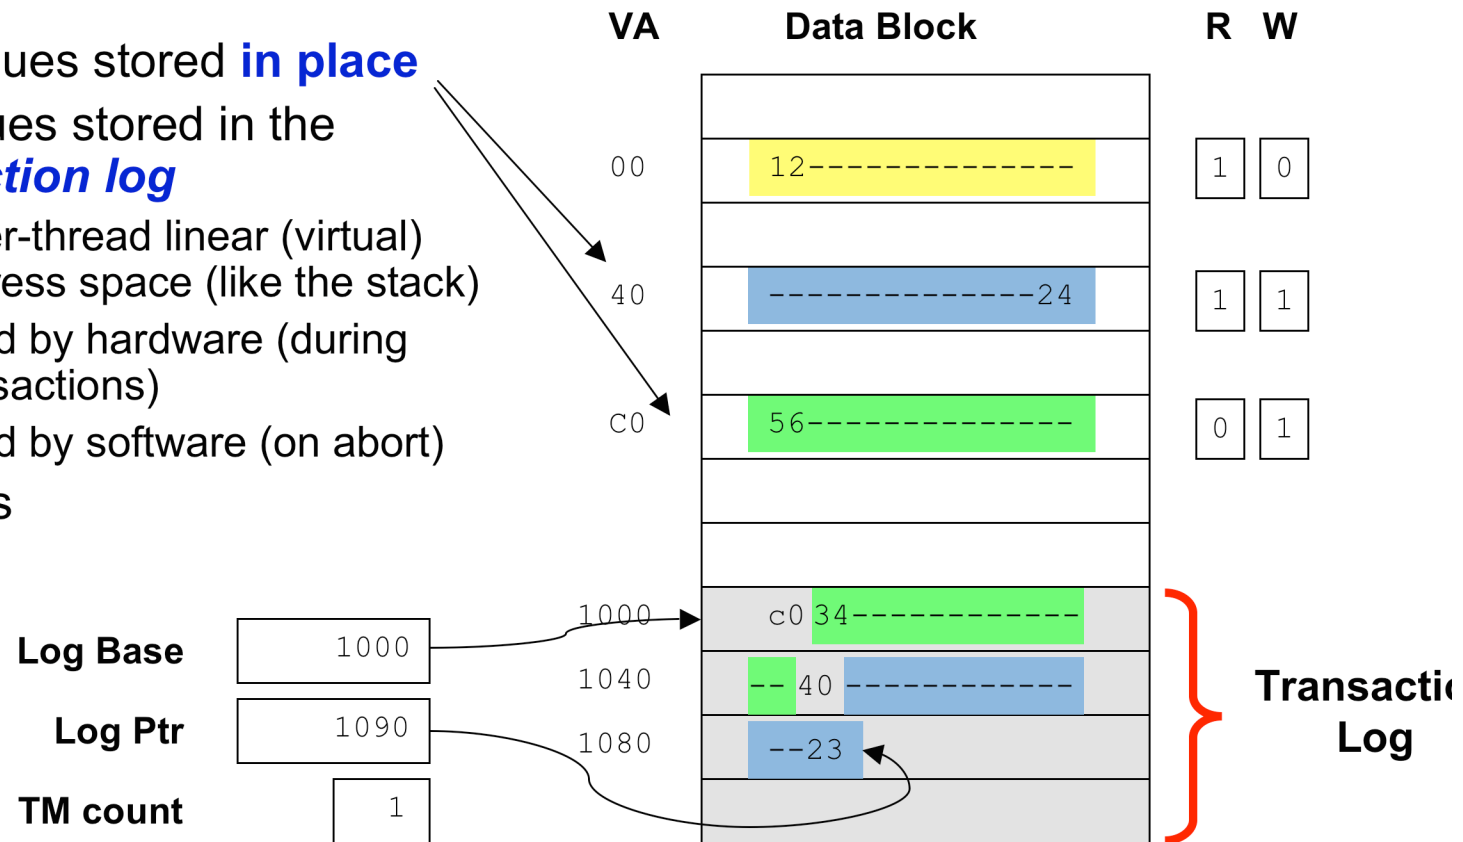 VA Data Block R W
ues stored in place
ues stored in the
ction log
er-thread linear (virtual)
ress space (like the stack)
d by hardware (during
sactions)
d by software (on abort)
s
00 12-------------- 1 0
40 --------------24 1 1
C0 56-------------- 0 1
1000 c0 34------------
1040 -- 40 ------------
1080 --23
Log Base 1000
Log Ptr 1090
TM count 1
Transactio
Log